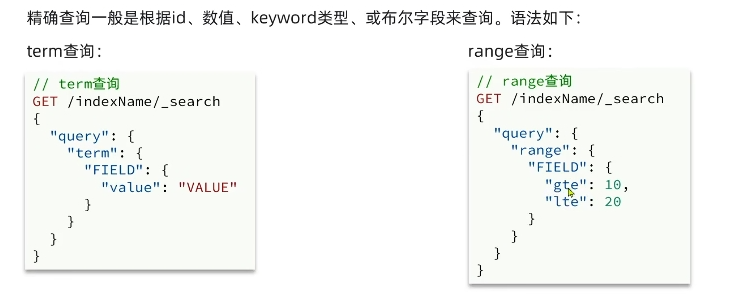 精确查询一般是根据id、数值、keyword类型、或布尔字段来查询。语法如下：
term查询：
// term查询
GET /indexName/_search
{
  "query": {
    "term": {
      "FIELD": {
        "value": "VALUE"
      }
    }
  }
}
range查询：
// range查询
GET /indexName/_search
{
  "query": {
    "range": {
      "FIELD": {
        "gte": 10,
        "lte": 20
      }
    }
  }
}